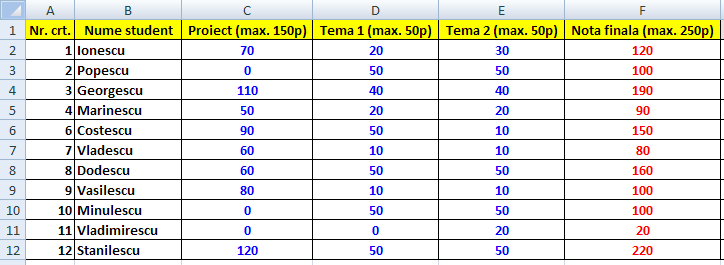 A B C D E F
1 Nr. crt. Nume student Proiect (max. 150p) Tema 1 (max. 50p) Tema 2 (max. 50p) Nota finala (max. 250p)
2 1 Ionescu 70 20 30 120
3 2 Popescu 0 50 50 100
4 3 Georgescu 110 40 40 190
5 4 Marinescu 50 20 20 90
6 6 Costescu 90 50 10 150
7 7 Vladescu 60 10 10 80
8 8 Dodescu 60 50 50 160
9 9 Vasilescu 80 10 10 100
10 10 Minulescu 0 50 50 100
11 11 Vladimirescu 0 0 20 20
12 12 Stanilescu 120 50 50 220